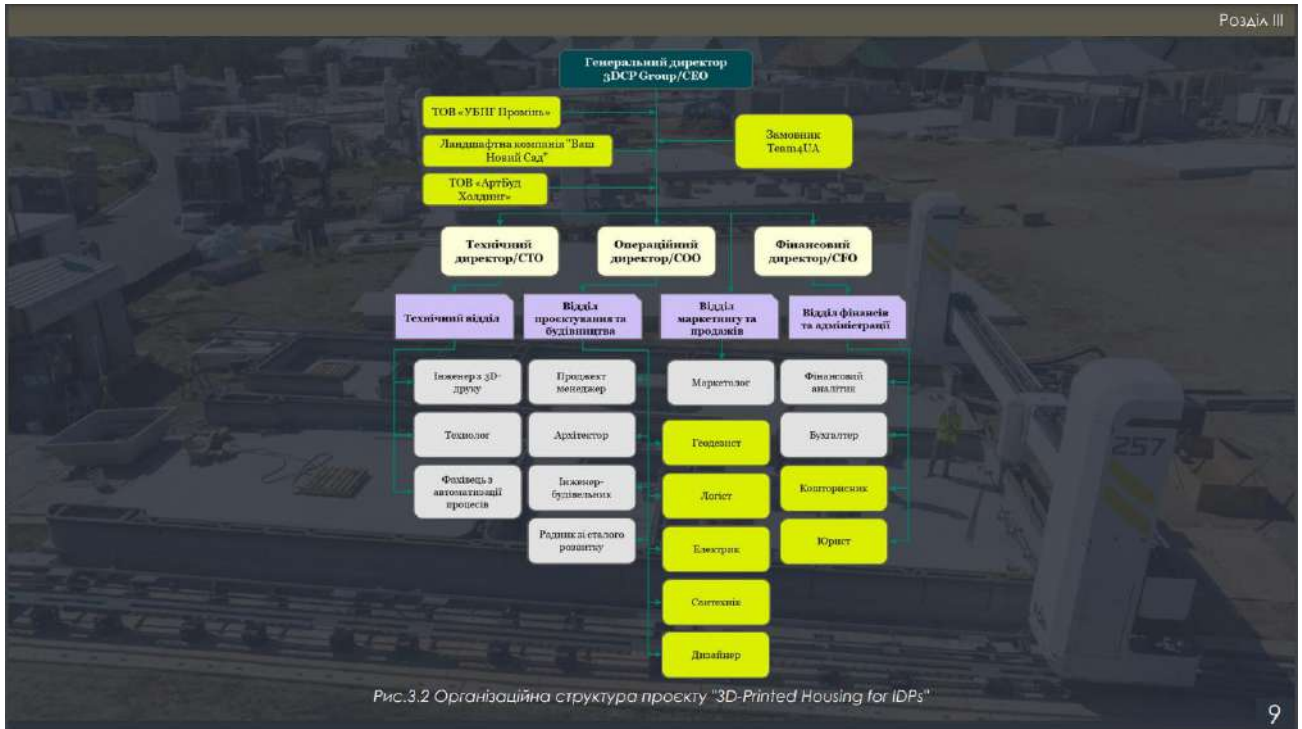 Розділ III
Генеральний директор
3DCP Group/CEO
ТОВ «УБПГ Промінь»
Ландшафтна компанія "Ваш
Новий Сад"
ТОВ «АртБуд
Холдинг»
Замовник
Team4UA
Технічний
директор/CTO
Операційний
директор/COO
Фінансовий
директор/CFO
Технічний відділ
Відділ
проєктування та
будівництва
Відділ
маркетингу та
продажів
Відділ фінансів
та адміністрації
Інженер з 3D-
друку
Проджект
менеджер
Маркетолог
Фінансовий
аналітик
Технолог
Архітектор
Геодезист
Бухгалтер
Фахівець з
автоматизації
процесів
Інженер-
будівельник
Логіст
Кошторисник
Радник зі сталого
розвитку
Електрик
Юрист
Сантехнік
Дизайнер
257
Рис.3.2 Організаційна структура проєкту "3D-Printed Housing for IDPs"
9